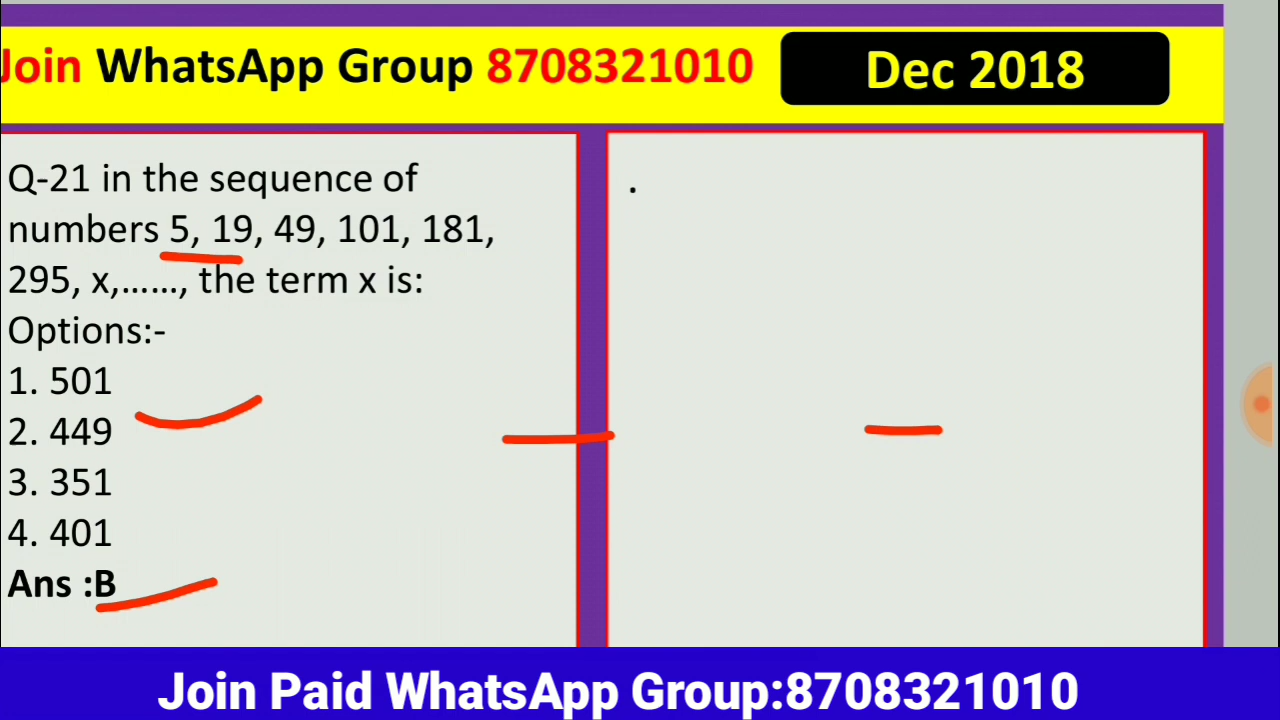 Join WhatsApp Group 8708321010
Dec 2018
Q-21 in the sequence of
numbers 5, 19, 49, 101, 181,
295, x,……, the term x is:
Options:-
1. 501
2. 449
3. 351
4. 401
Ans :B
.
Join Paid WhatsApp Group:8708321010